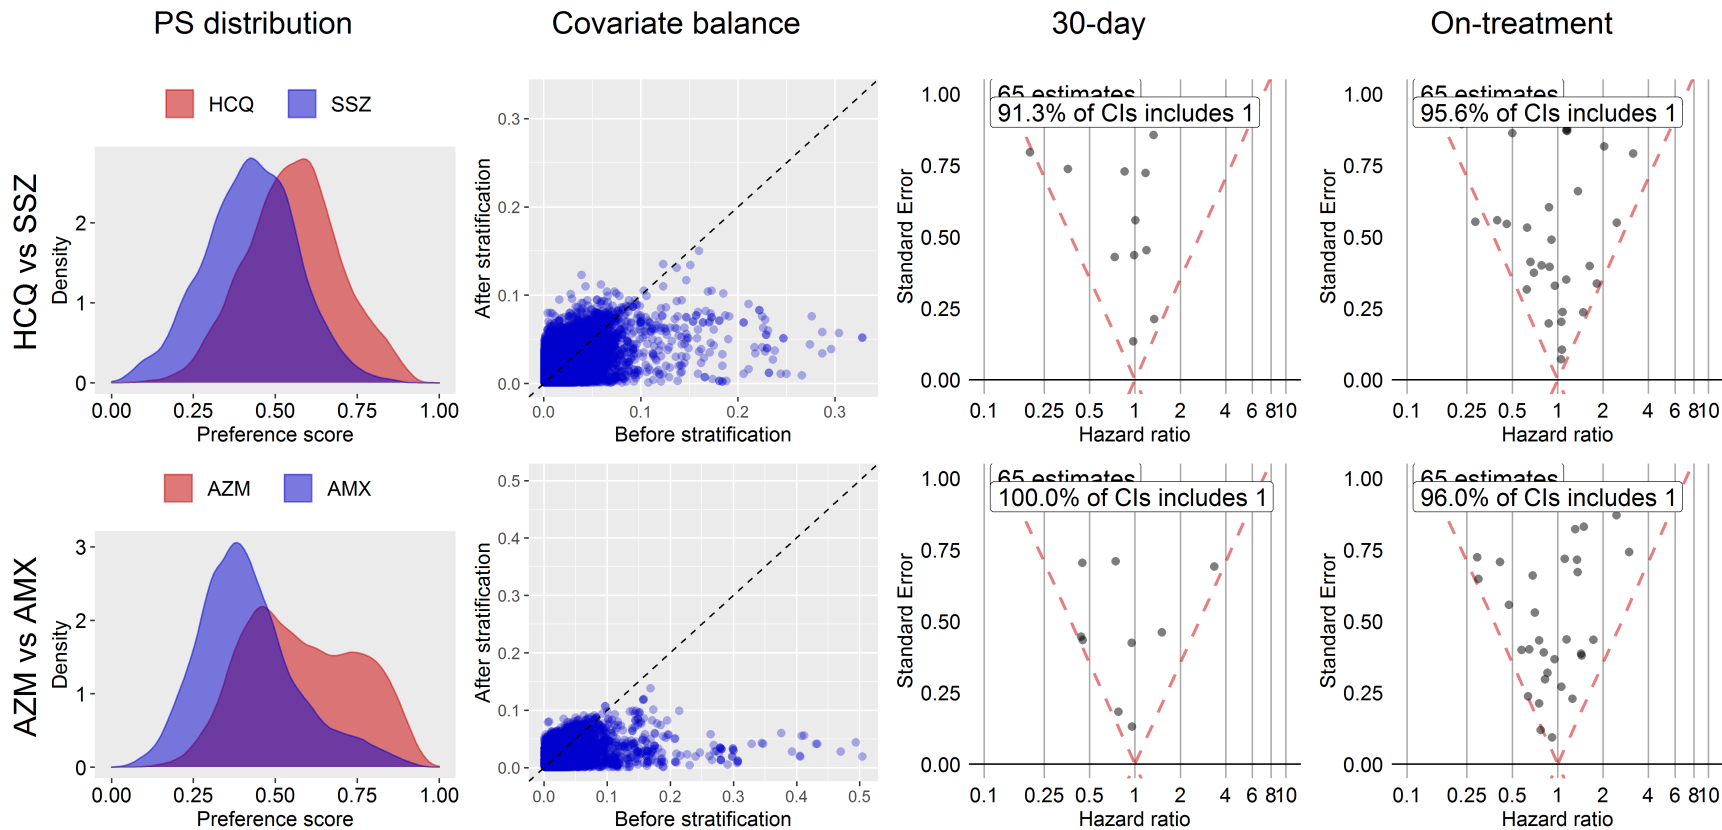 PS distribution
Covariate balance
30-day
On-treatment
HCQ vs SSZ
HCQ
SSZ
Density
2
1
0
0.00 0.25 0.50 0.75 1.00
Preference score
After stratification
0.3
0.2
0.1
0.0
0.0 0.1 0.2 0.3
Before stratification
Standard Error
65 estimates
91.3% of CIs includes 1
1.00
0.75
0.50
0.25
0.00
0.1 0.25 0.5 1 2 4 6 8 10
Hazard ratio
Standard Error
65 estimates
95.6% of CIs includes 1
1.00
0.75
0.50
0.25
0.00
0.1 0.25 0.5 1 2 4 6 8 10
Hazard ratio
AZM vs AMX
AZM
AMX
Density
3
2
1
0
0.00 0.25 0.50 0.75 1.00
Preference score
After stratification
0.5
0.4
0.3
0.2
0.1
0.0
0.0 0.1 0.2 0.3 0.4 0.5
Before stratification
Standard Error
65 estimates
100.0% of CIs includes 1
1.00
0.75
0.50
0.25
0.00
0.1 0.25 0.5 1 2 4 6 8 10
Hazard ratio
Standard Error
65 estimates
96.0% of CIs includes 1
1.00
0.75
0.50
0.25
0.00
0.1 0.25 0.5 1 2 4 6 8 10
Hazard ratio